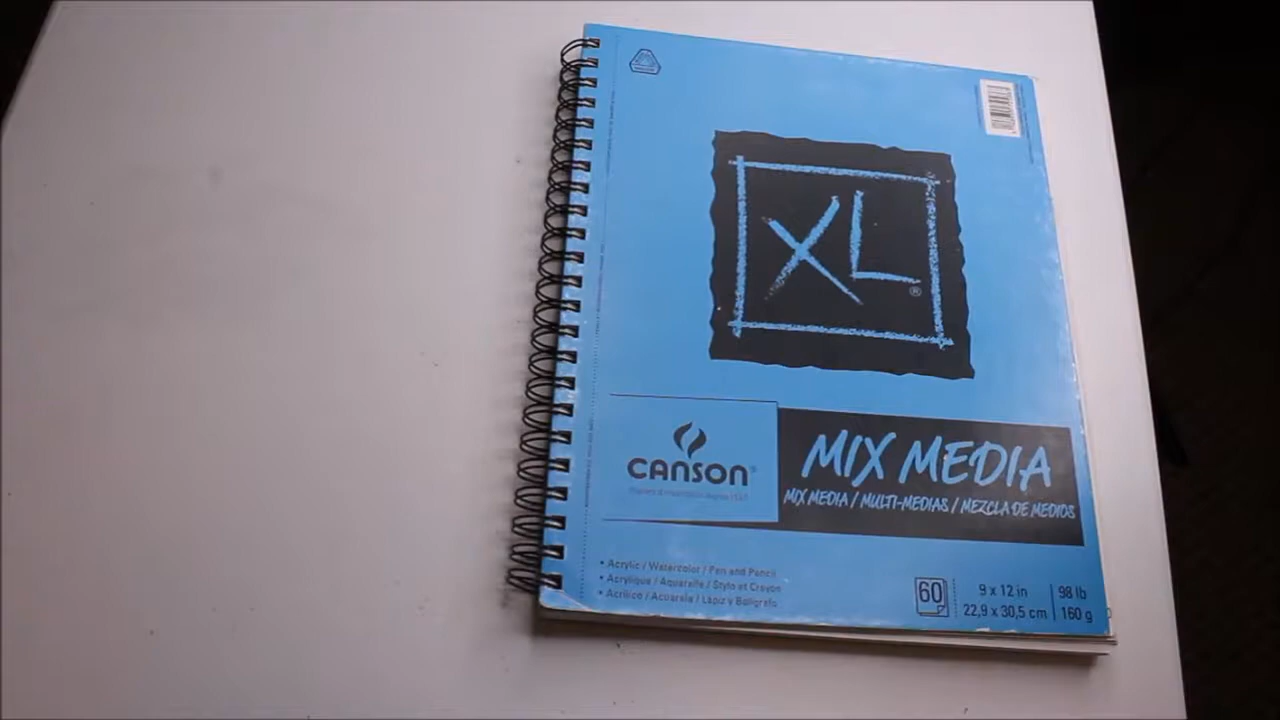 XL®
CANSON®
MIX MEDIA
MIX MEDIA / MULTI-MEDIAS / MEZCLA DE MEDIOS
• Acrylic / Watercolor / Pen and Pencil
• Acrylique / Aquarelle / Stylo et Crayon
• Acrílico / Acuarela / Lápiz y Bolígrafo
60
9 x 12 in | 98 lb
22,9 x 30,5 cm | 160 g